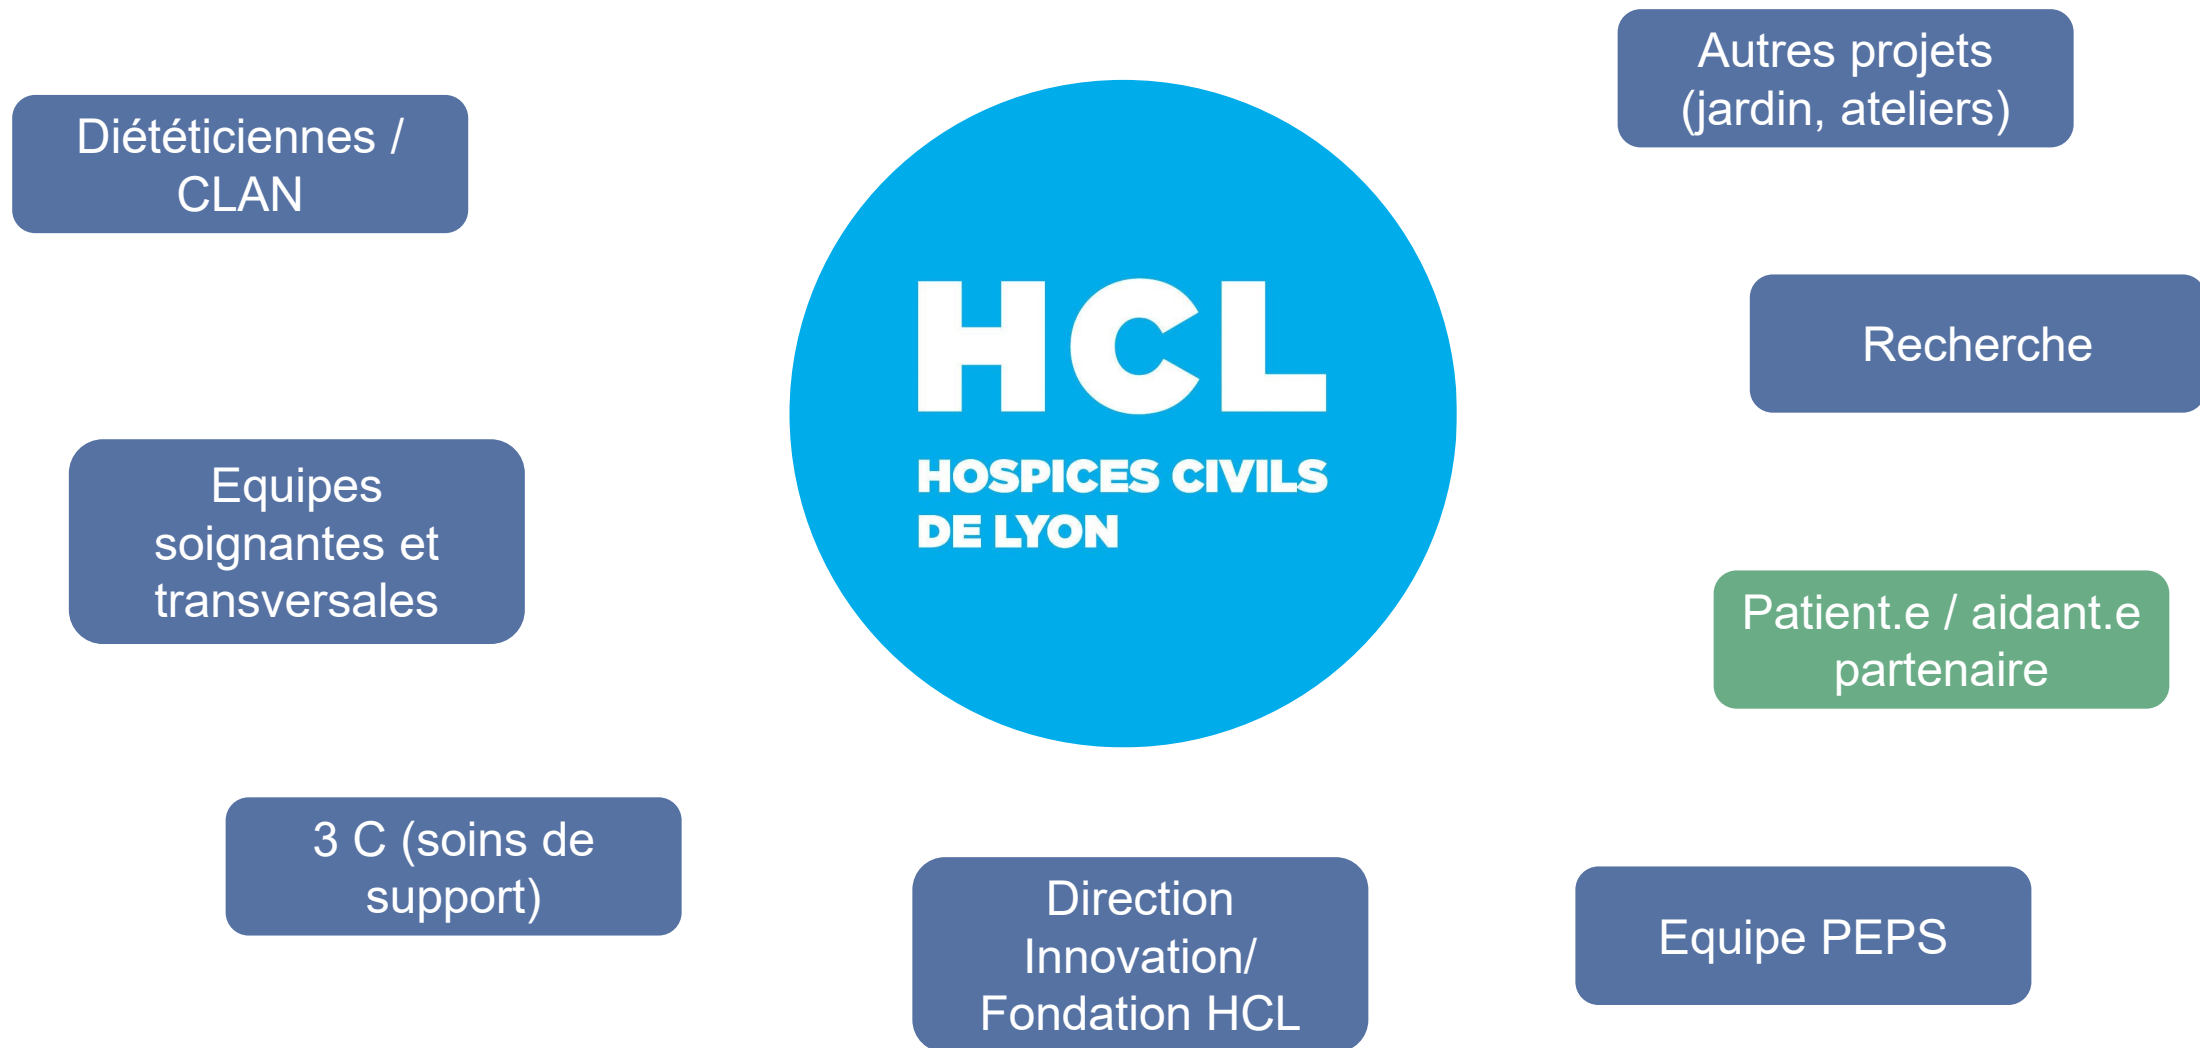 Autres projets
(jardin, ateliers)
Diététiciennes /
CLAN
HCL
HOSPICES CIVILS
DE LYON
Recherche
Equipes
soignantes et
transversales
Patient.e / aidant.e
partenaire
3 C (soins de
support)
Direction
Innovation/
Fondation HCL
Equipe PEPS